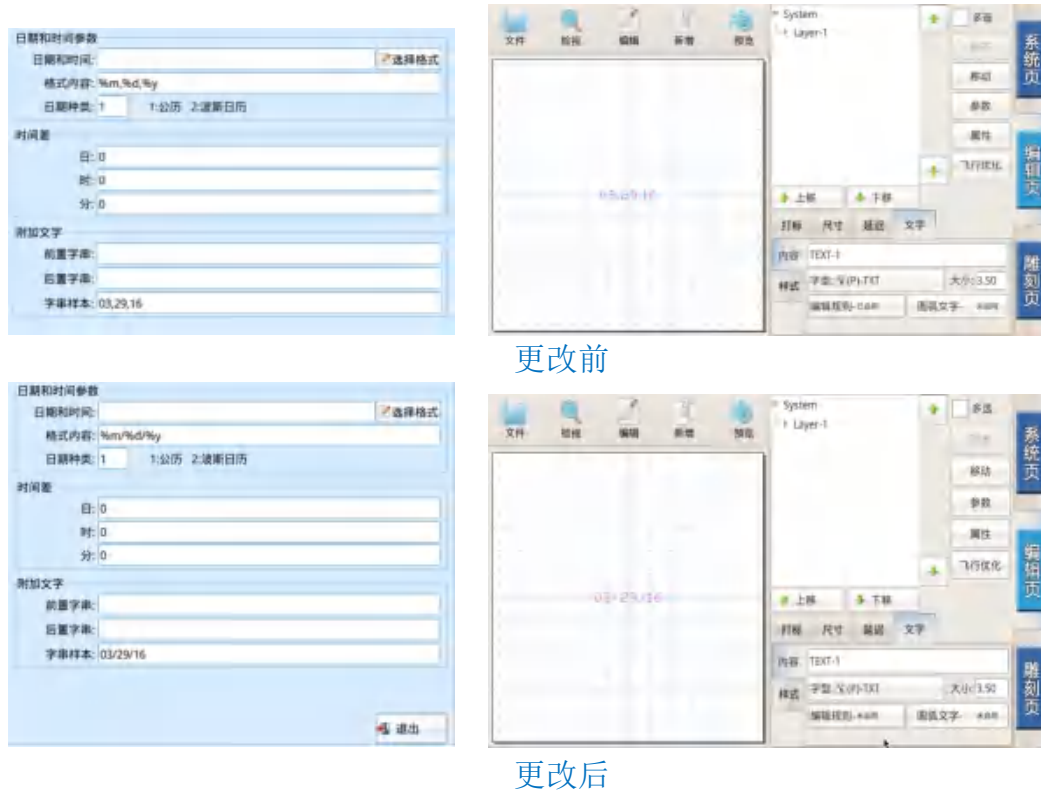 日期和时间参数
日期和时间:
选择格式
格式内容: %m,%d,%y
日期种类: 1 1:公历 2:波斯日历
时间差
日: 0
时: 0
分: 0
附加文字
前置字串:
后置字串:
字串样本: 03,29,16
文件 检视 编辑 新增 预览
System
Layer-1
多选
移动
参数
属性
飞行优化
上移 下移
打标 尺寸 延迟 文字
内容 TEXT-1
样式 字型: 大小: 3.50
编辑规则- 圆弧文字-
系统页
编辑页
雕刻页
更改前
日期和时间参数
日期和时间:
选择格式
格式内容: %m/%d/%y
日期种类: 1 1:公历 2:波斯日历
时间差
日: 0
时: 0
分: 0
附加文字
前置字串:
后置字串:
字串样本: 03/29/16
退出
文件 检视 编辑 新增 预览
System
Layer-1
多选
移动
参数
属性
飞行优化
03/29/16
上移 下移
打标 尺寸 延迟 文字
内容 TEXT-1
样式 字型: 大小: 3.50
编辑规则- 圆弧文字-
系统页
编辑页
雕刻页
更改后